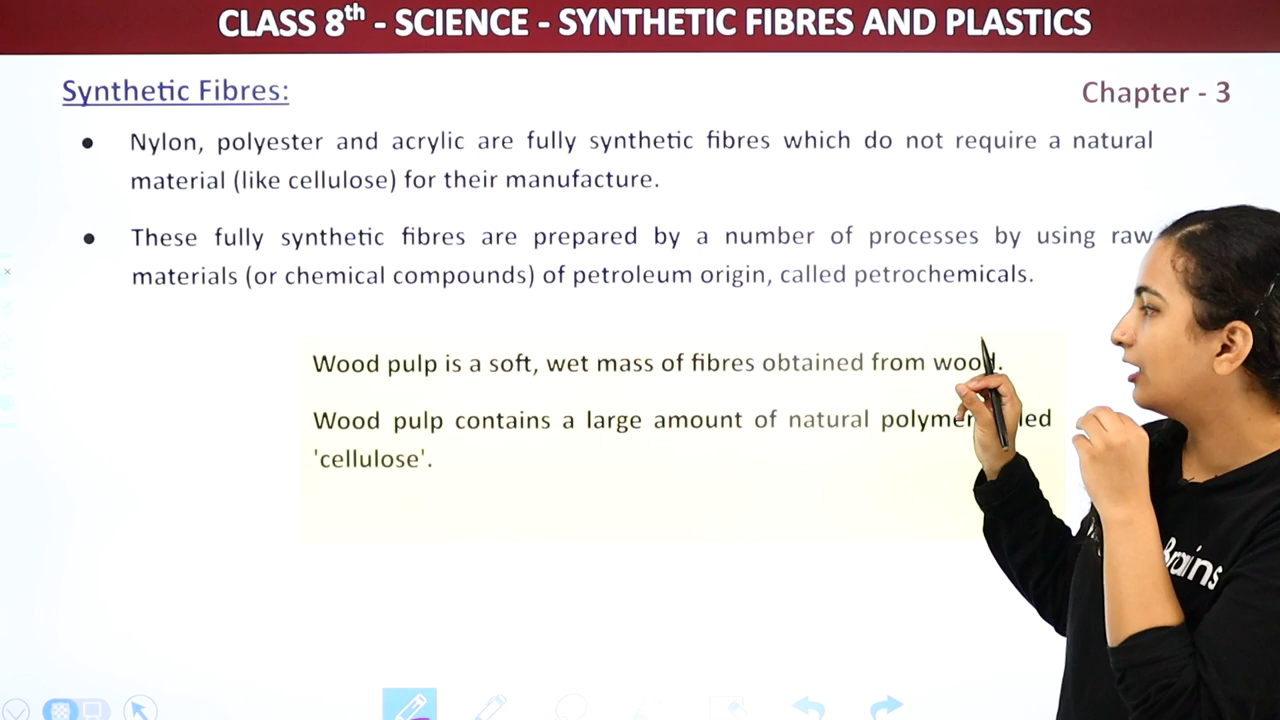 CLASS 8th - SCIENCE - SYNTHETIC FIBRES AND PLASTICS
Synthetic Fibres:
Chapter - 3
● Nylon, polyester and acrylic are fully synthetic fibres which do not require a natural
material (like cellulose) for their manufacture.
● These fully synthetic fibres are prepared by a number of processes by using raw
materials (or chemical compounds) of petroleum origin, called petrochemicals.
Wood pulp is a soft, wet mass of fibres obtained from wood.
Wood pulp contains a large amount of natural polymer
'cellulose'.
Brains